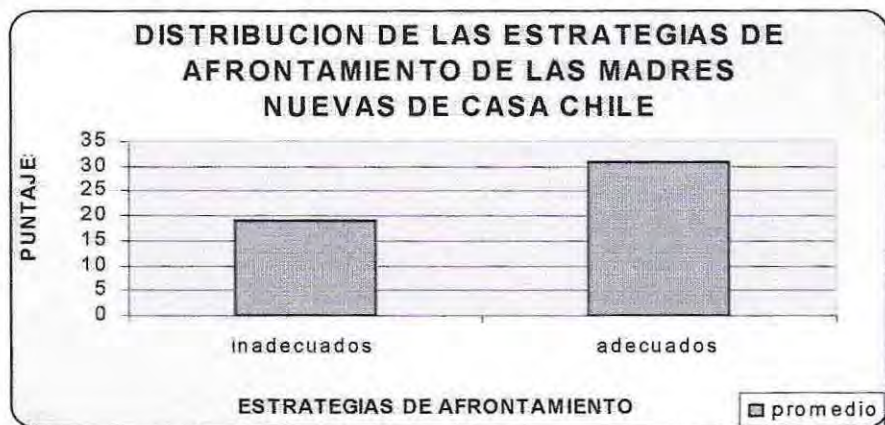 DISTRIBUCION DE LAS ESTRATEGIAS DE
AFRONTAMIENTO DE LAS MADRES
NUEVAS DE CASA CHILE
PUNTAJE
35
30
25
20
15
10
5
0
inadecuados
adecuados
ESTRATEGIAS DE AFRONTAMIENTO
promedio